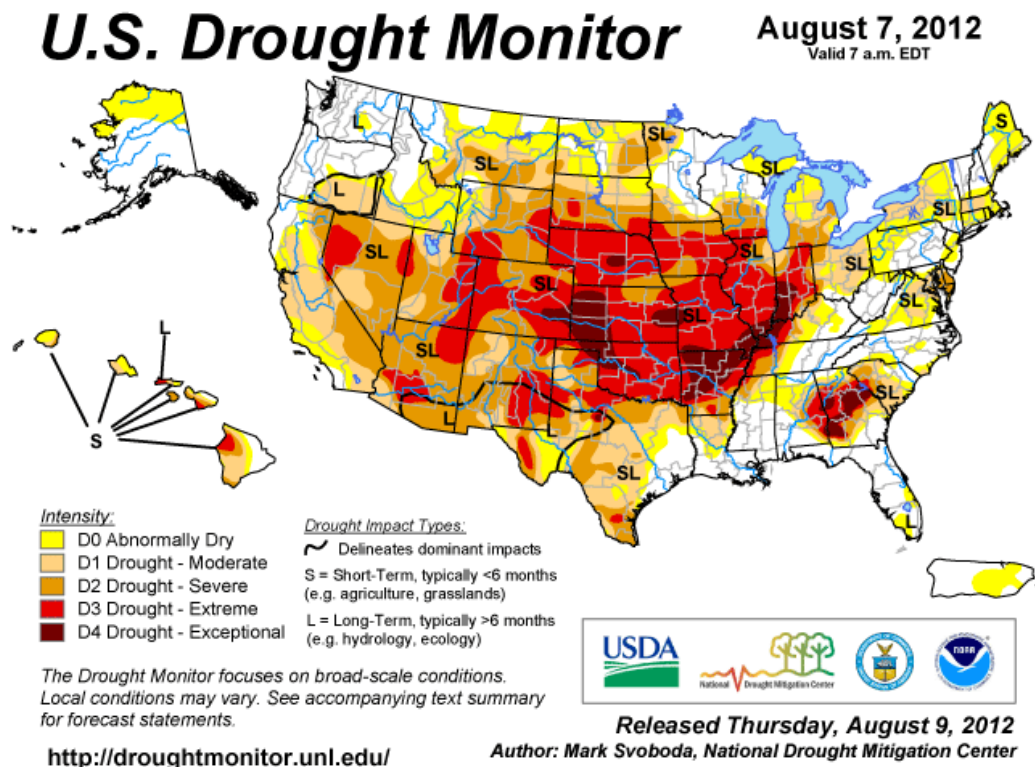 U.S. Drought Monitor
August 7, 2012
Valid 7 a.m. EDT
L
S
SL
SL
SL
L
SL
SL
SL
SL
SL
SL
SL
SL
SL
L
L
SL
L
L
S
Intensity:
D0 Abnormally Dry
D1 Drought - Moderate
D2 Drought - Severe
D3 Drought - Extreme
D4 Drought - Exceptional
Drought Impact Types:
Delineates dominant impacts
S = Short-Term, typically <6 months
(e.g. agriculture, grasslands)
L = Long-Term, typically >6 months
(e.g. hydrology, ecology)
USDA
National Drought Mitigation Center
NOAA
The Drought Monitor focuses on broad-scale conditions.
Local conditions may vary. See accompanying text summary
for forecast statements.
http://droughtmonitor.unl.edu/
Released Thursday, August 9, 2012
Author: Mark Svoboda, National Drought Mitigation Center